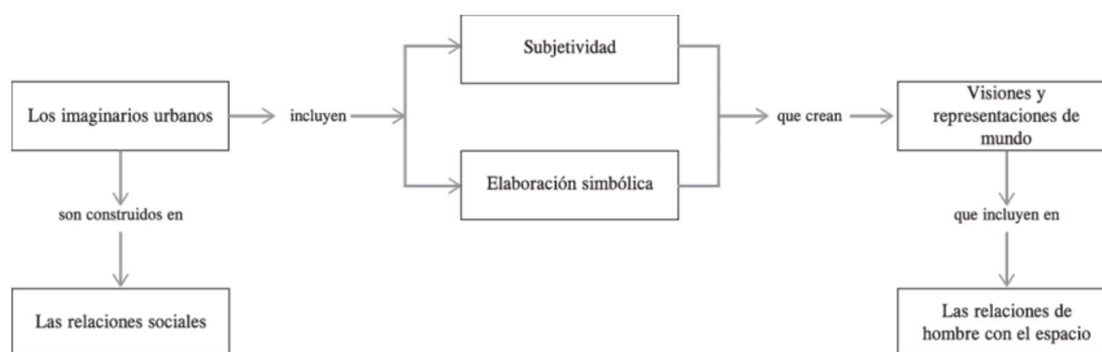 Subjetividad
Los imaginarios urbanos
incluyen
que crean
Visiones y
representaciones de
mundo
Elaboración simbólica
son construidos en
que incluyen en
Las relaciones sociales
Las relaciones de
hombre con el espacio